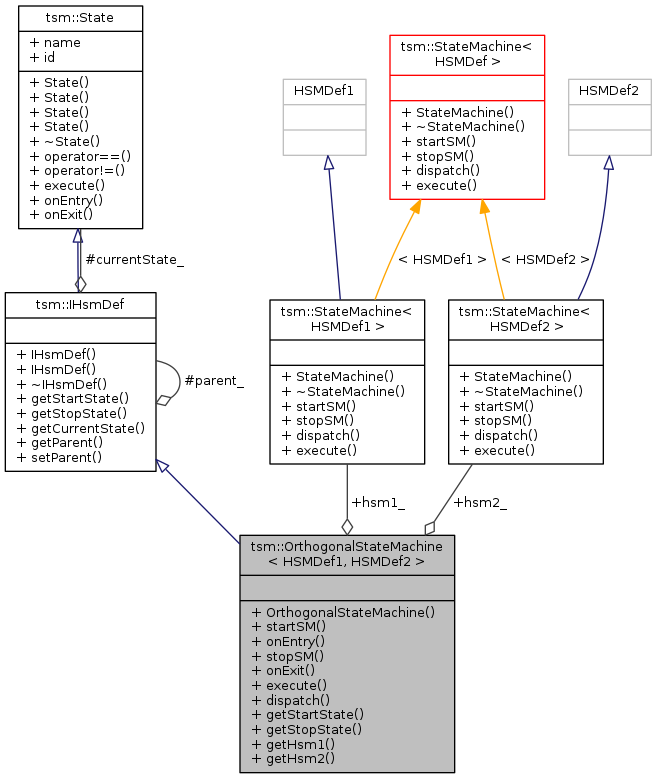 tsm::State
+ name
+ id
+ State()
+ State()
+ State()
+ State()
+ ~State()
+ operator==()
+ operator!=()
+ execute()
+ onEntry()
+ onExit()
tsm::StateMachine<
HSMDef >
+ StateMachine()
+ ~StateMachine()
+ startSM()
+ stopSM()
+ dispatch()
+ execute()
HSMDef1
HSMDef2
#currentState_
< HSMDef1 >
< HSMDef2 >
tsm::IHsmDef
+ IHsmDef()
+ IHsmDef()
+ ~IHsmDef()
+ getStartState()
+ getStopState()
+ getCurrentState()
+ getParent()
+ setParent()
#parent_
tsm::StateMachine<
HSMDef1 >
+ StateMachine()
+ ~StateMachine()
+ startSM()
+ stopSM()
+ dispatch()
+ execute()
tsm::StateMachine<
HSMDef2 >
+ StateMachine()
+ ~StateMachine()
+ startSM()
+ stopSM()
+ dispatch()
+ execute()
+hsm1_
+hsm2_
tsm::OrthogonalStateMachine
< HSMDef1, HSMDef2 >
+ OrthogonalStateMachine()
+ startSM()
+ onEntry()
+ stopSM()
+ onExit()
+ execute()
+ dispatch()
+ getStartState()
+ getStopState()
+ getHsm1()
+ getHsm2()